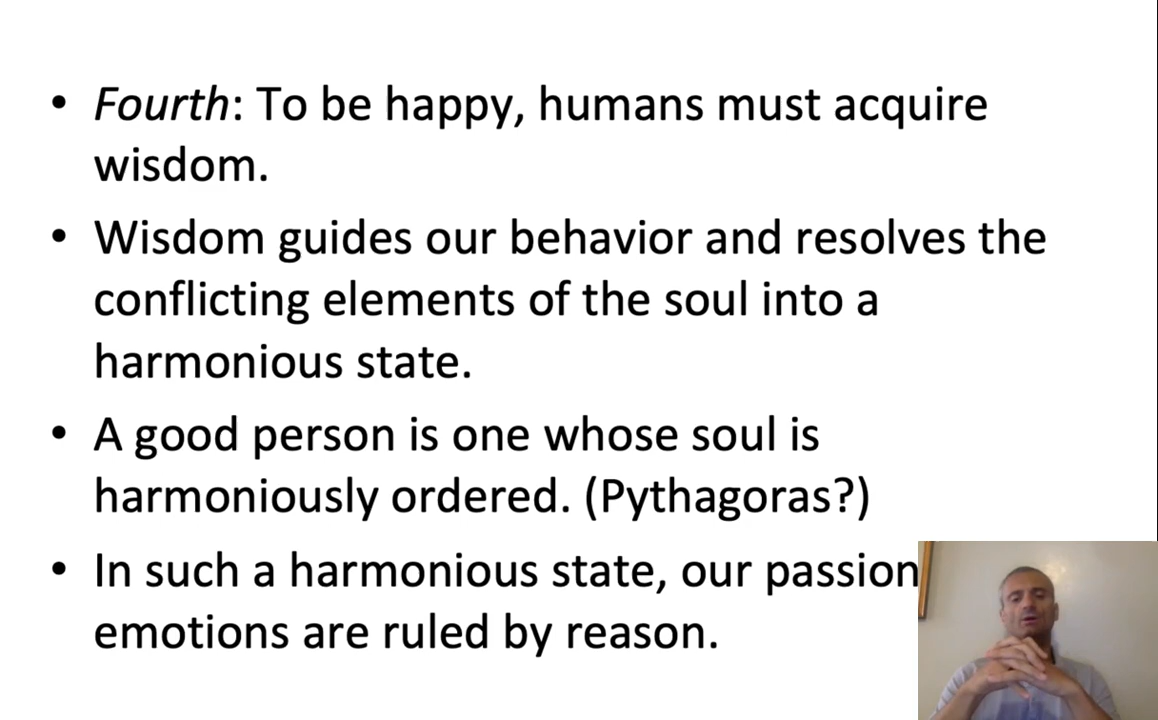 • Fourth: To be happy, humans must acquire
wisdom.
• Wisdom guides our behavior and resolves the
conflicting elements of the soul into a
harmonious state.
• A good person is one whose soul is
harmoniously ordered. (Pythagoras?)
• In such a harmonious state, our passion
emotions are ruled by reason.